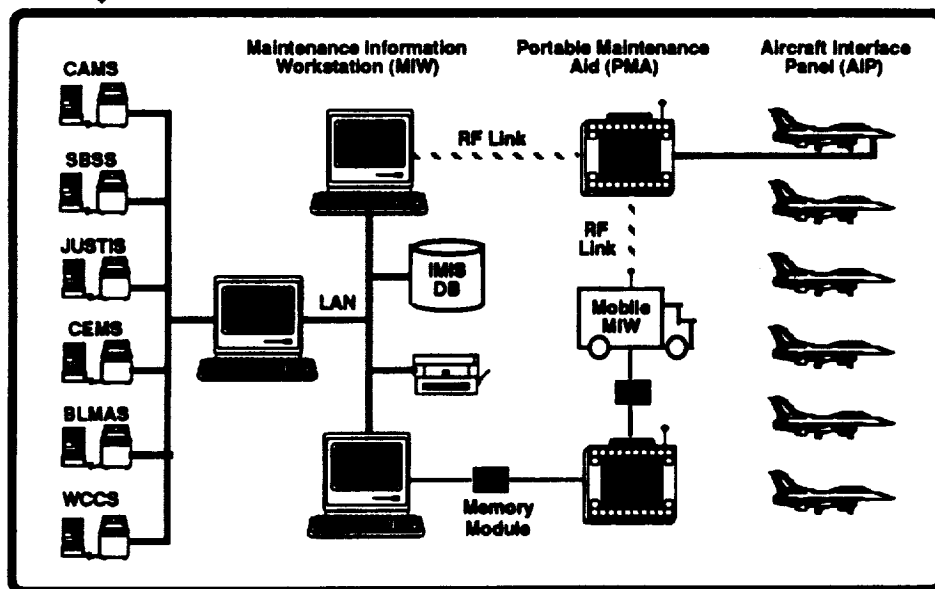 Maintenance Information
Workstation (MIW)
Portable Maintenance
Aid (PMA)
Aircraft Interface
Panel (AIP)
CAMS
SBSS
JUSTIS
CEMS
BLMAS
WCCS
RF Link
RF
Link
LAN
IMIS
DB
Mobile
MIW
Memory
Module